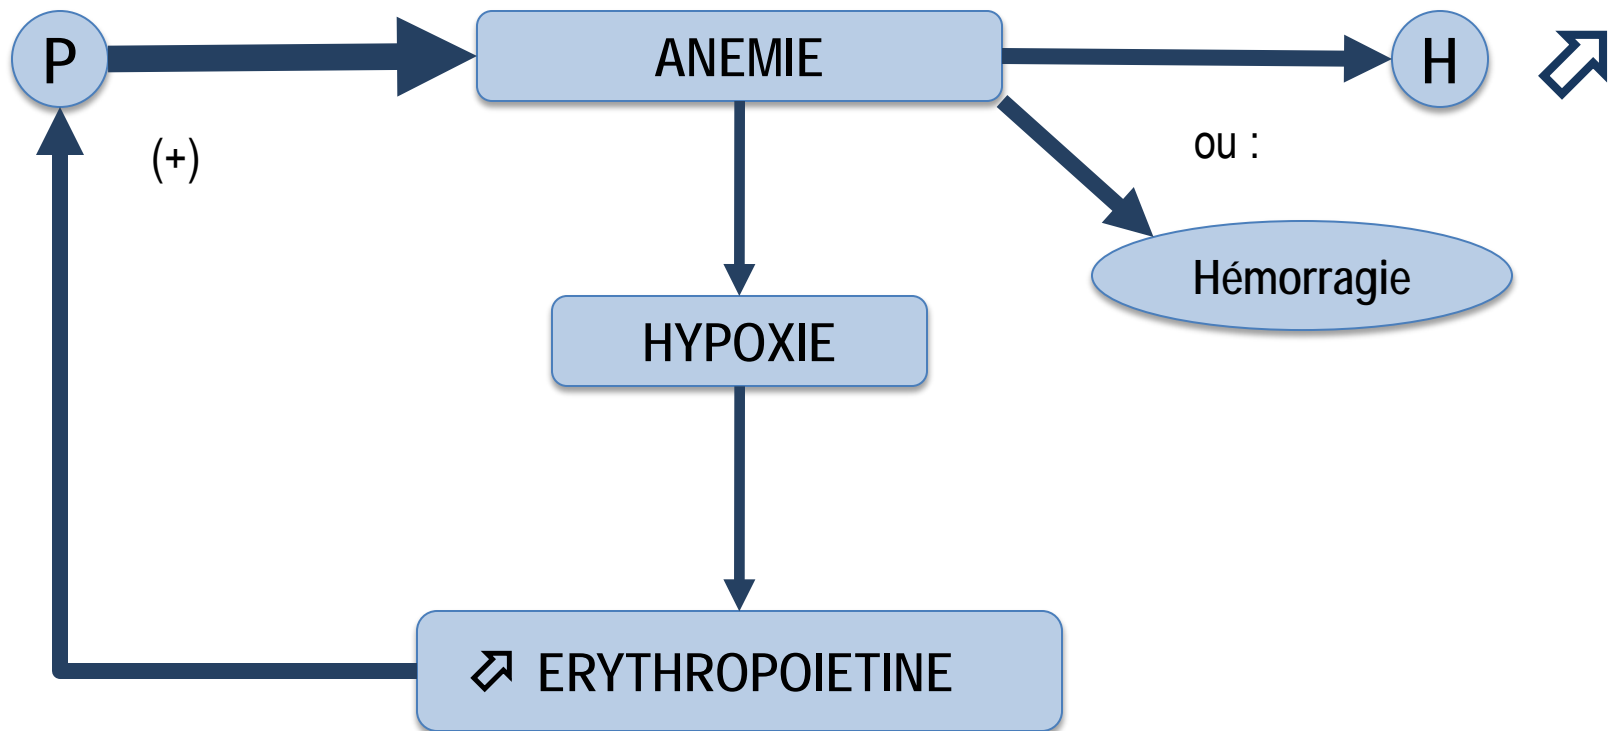 P
ANEMIE
H
(+)
ou :
Hémorragie
HYPOXIE
ERYTHROPOIETINE